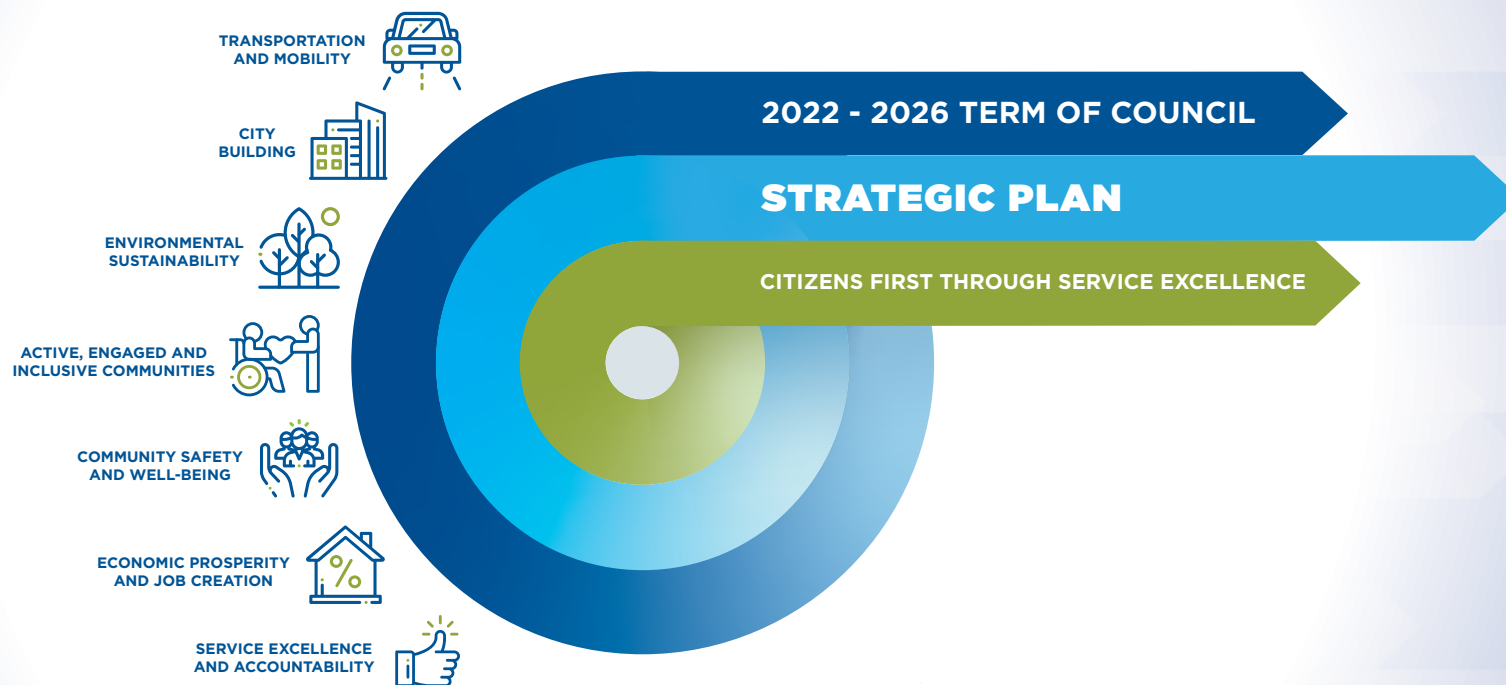 TRANSPORTATION
AND MOBILITY
CITY
BUILDING
ENVIRONMENTAL
SUSTAINABILITY
ACTIVE, ENGAGED AND
INCLUSIVE COMMUNITIES
COMMUNITY SAFETY
AND WELL-BEING
ECONOMIC PROSPERITY
AND JOB CREATION
%
SERVICE EXCELLENCE
AND ACCOUNTABILITY
2022 - 2026 TERM OF COUNCIL
STRATEGIC PLAN
CITIZENS FIRST THROUGH SERVICE EXCELLENCE